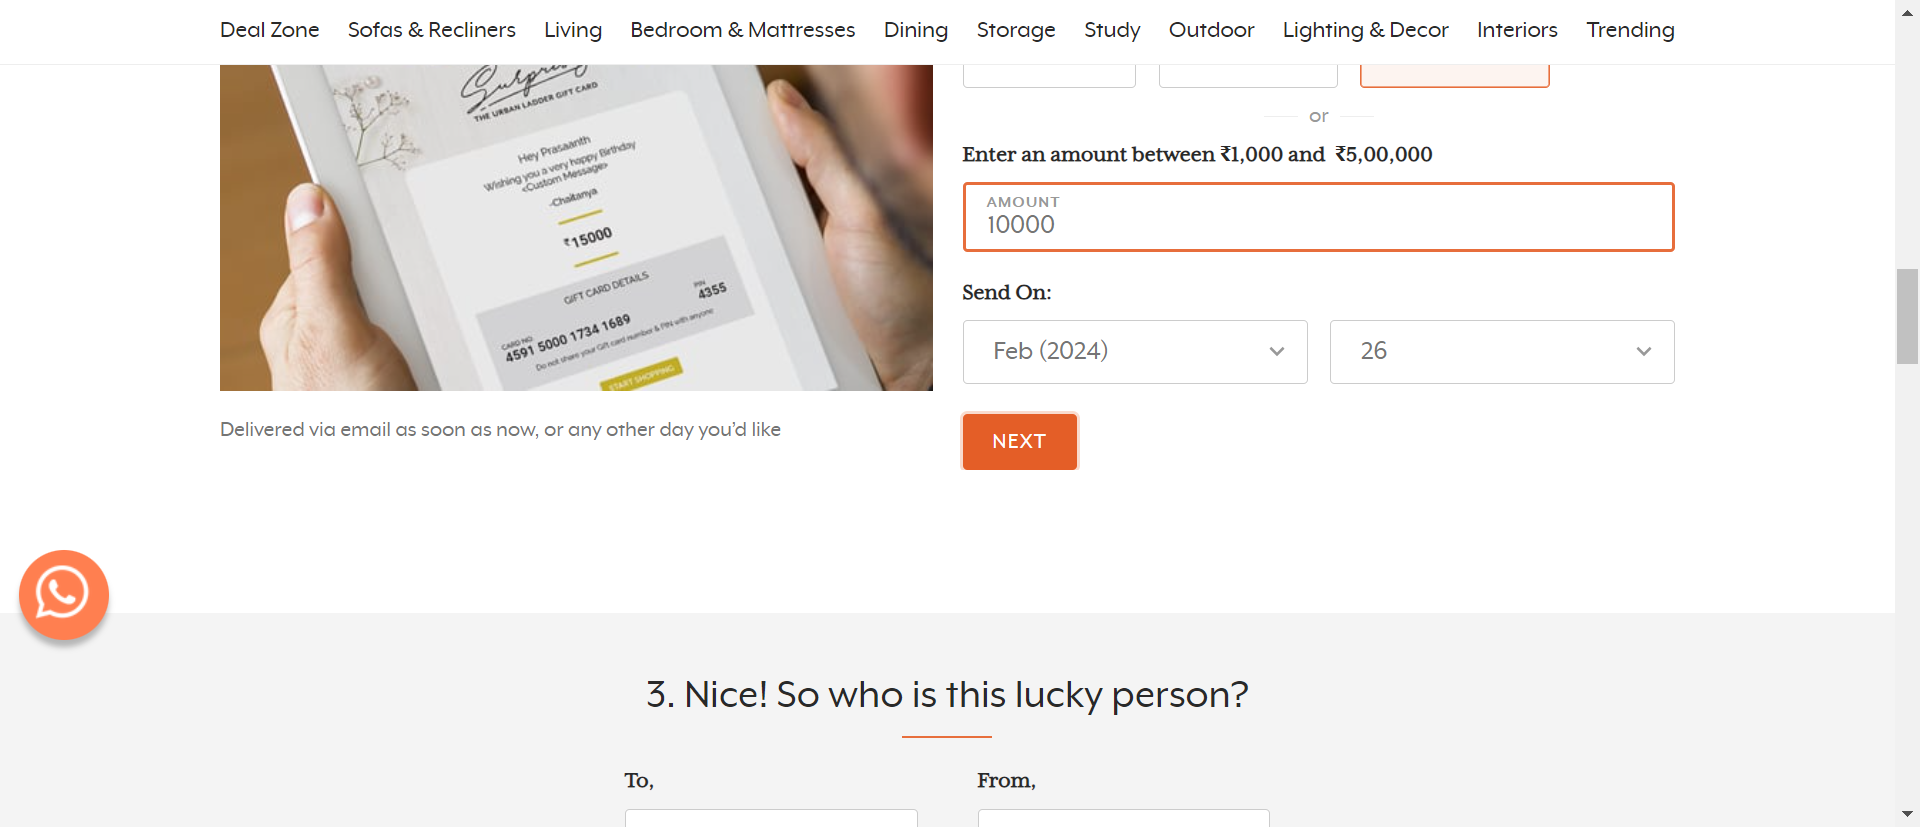 Deal Zone Sofas & Recliners Living Bedroom & Mattresses Dining Storage Study Outdoor Lighting & Decor Interiors Trending
Surprise
THE URBAN LADDER GIFT CARD
Hey Prasaanth
Wishing you a very happy Birthday
<Custom Message>
-Chaitanya
₹15000
GIFT CARD DETAILS
CARD NO
4591 5000 1734 1689
PIN
4355
Do not share your Gift card number & PIN with anyone
START SHOPPING
Delivered via email as soon as now, or any other day you’d like
or
Enter an amount between ₹1,000 and ₹5,00,000
AMOUNT
10000
Send On:
Feb (2024) 26
NEXT
3. Nice! So who is this lucky person?
To, From,